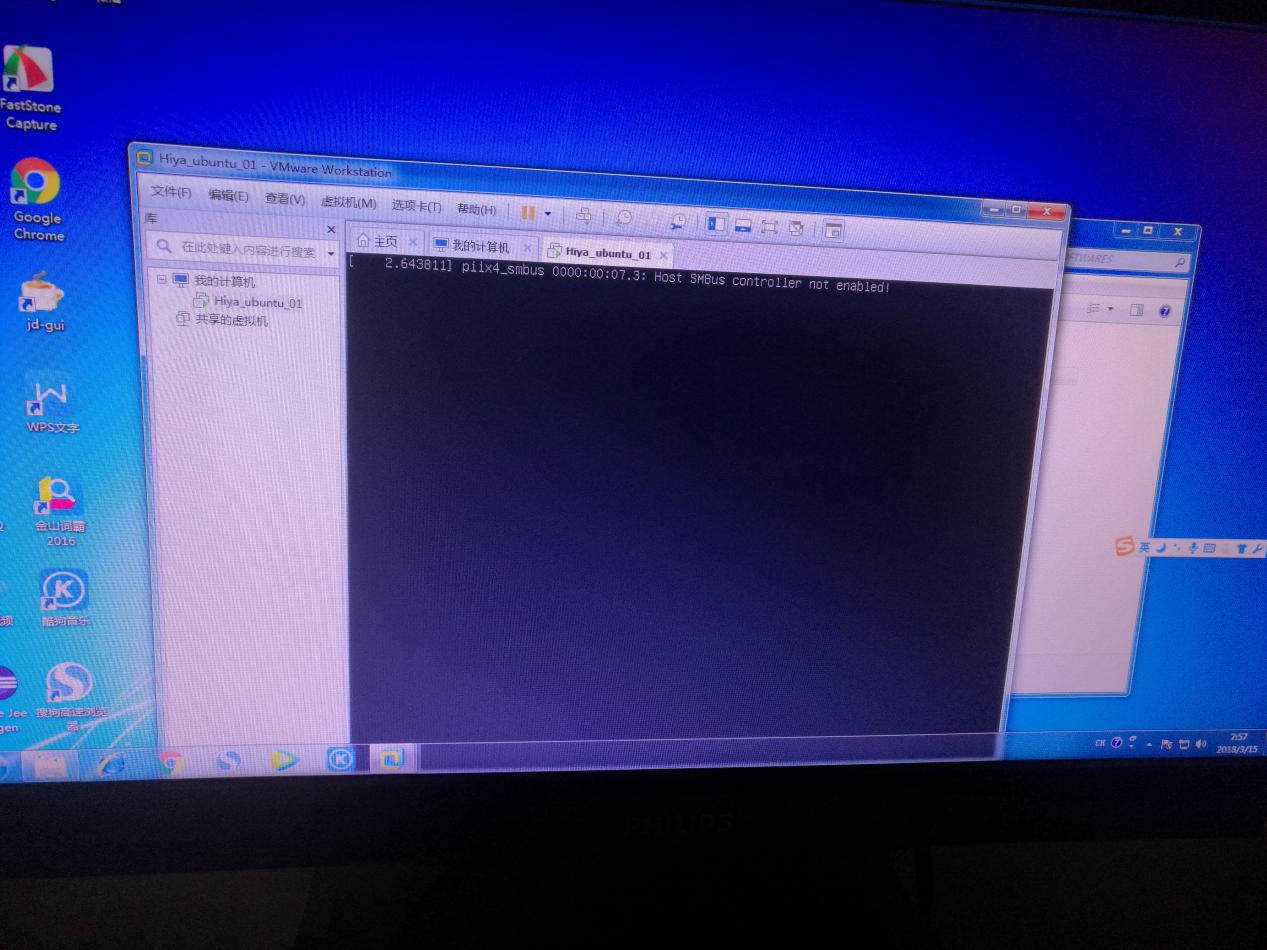 FastStone
Capture
Google
Chrome
jd-gui
WPS文字
金山词霸
2016
酷狗音乐
搜狗高速浏览
器
Hiya_ubuntu_01 - VMware Workstation
文件(F) 编辑(E) 查看(V) 虚拟机(M) 选项卡(T) 帮助(H)
库
在此处键入内容进行搜索
我的计算机
Hiya_ubuntu_01
共享的虚拟机
主页 我的计算机 Hiya_ubuntu_01
[ 2.643811] piix4_smbus 0000:00:07.3: Host SMBus controller not enabled!
英
CH
7:57
2018/3/15
PHILIPS